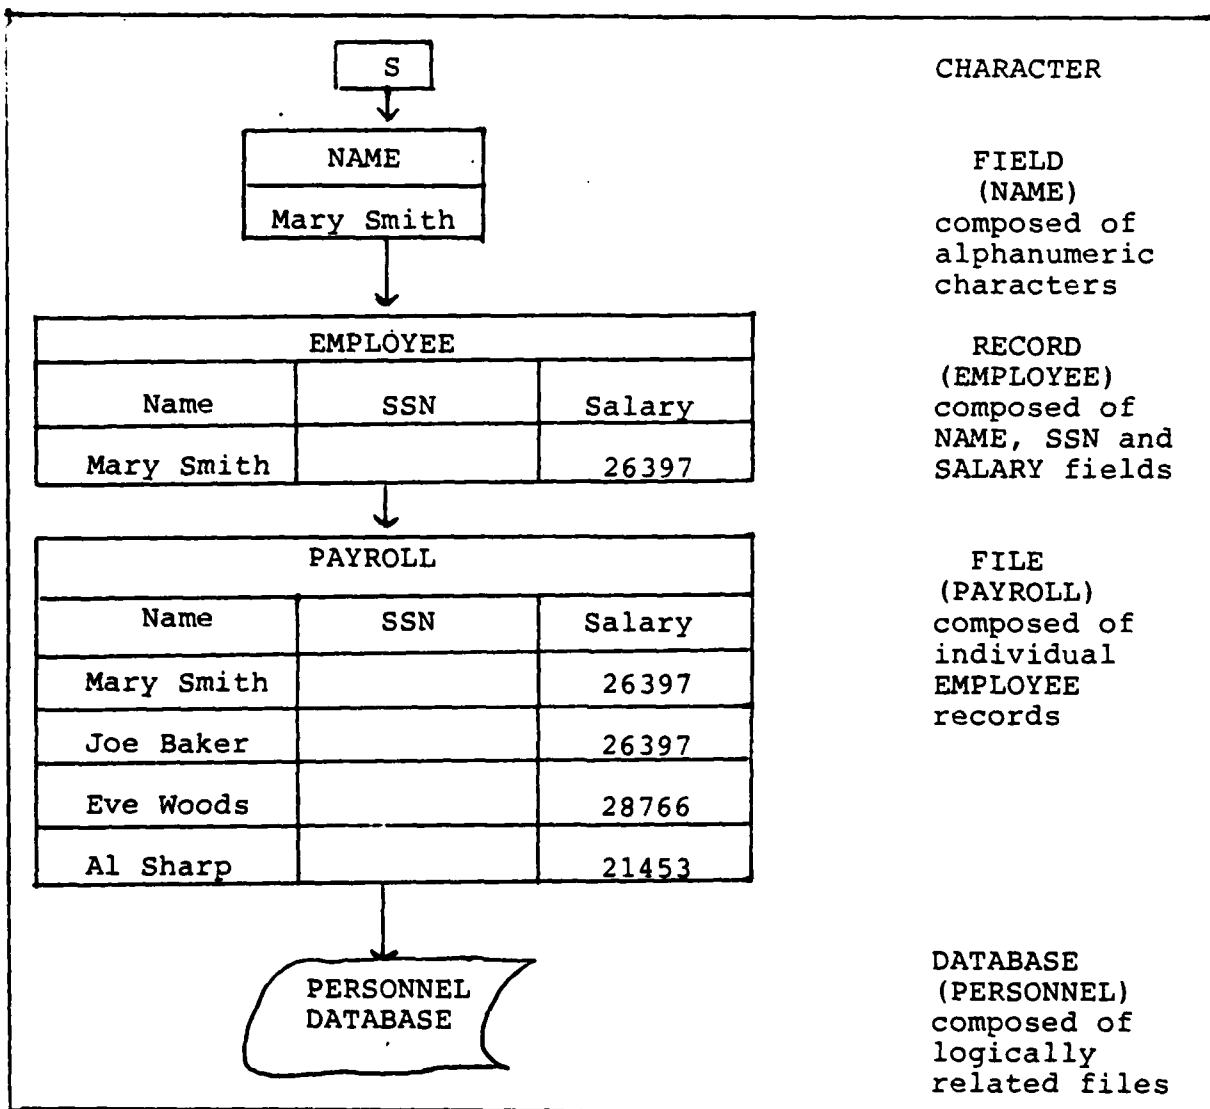 S
CHARACTER
NAME
Mary Smith
FIELD
(NAME)
composed of
alphanumeric
characters
EMPLOYEE
Name SSN Salary
Mary Smith 26397
RECORD
(EMPLOYEE)
composed of
NAME, SSN and
SALARY fields
PAYROLL
Name SSN Salary
Mary Smith 26397
Joe Baker 26397
Eve Woods 28766
Al Sharp 21453
FILE
(PAYROLL)
composed of
individual
EMPLOYEE
records
PERSONNEL
DATABASE
DATABASE
(PERSONNEL)
composed of
logically
related files